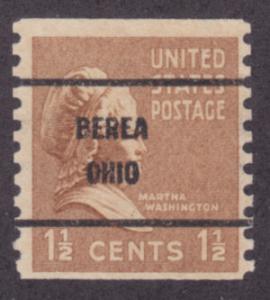 UNITED
STATES
POSTAGE
BEREA
OHIO
MARTHA
WASHINGTON
1½ CENTS 1½